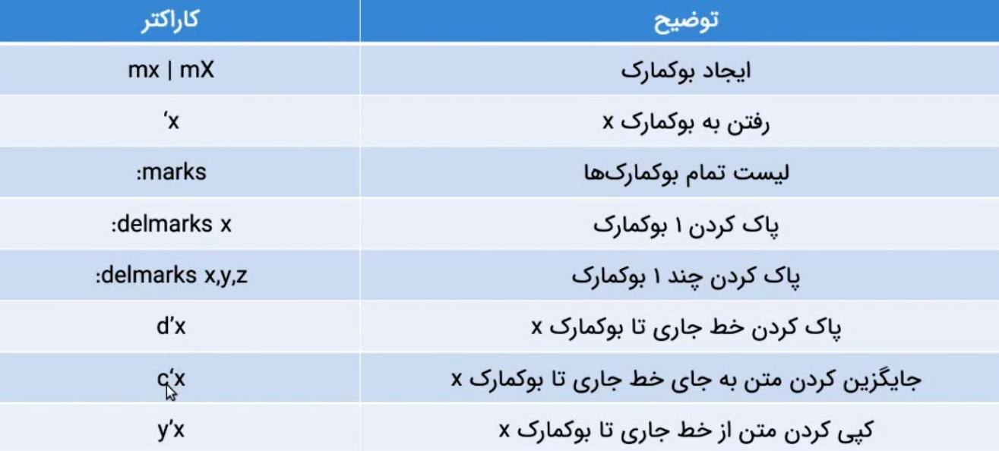 توضیح	کاراکتر
ایجاد بوکمارک	mx | mX
رفتن به بوکمارک x	‘x
لیست تمام بوکمارک‌ها	:marks
پاک کردن ۱ بوکمارک	:delmarks x
پاک کردن چند ۱ بوکمارک	:delmarks x,y,z
پاک کردن خط جاری تا بوکمارک x	d’x
جایگزین کردن متن به جای خط جاری تا بوکمارک x	c‘x
کپی کردن متن از خط جاری تا بوکمارک x	y’x